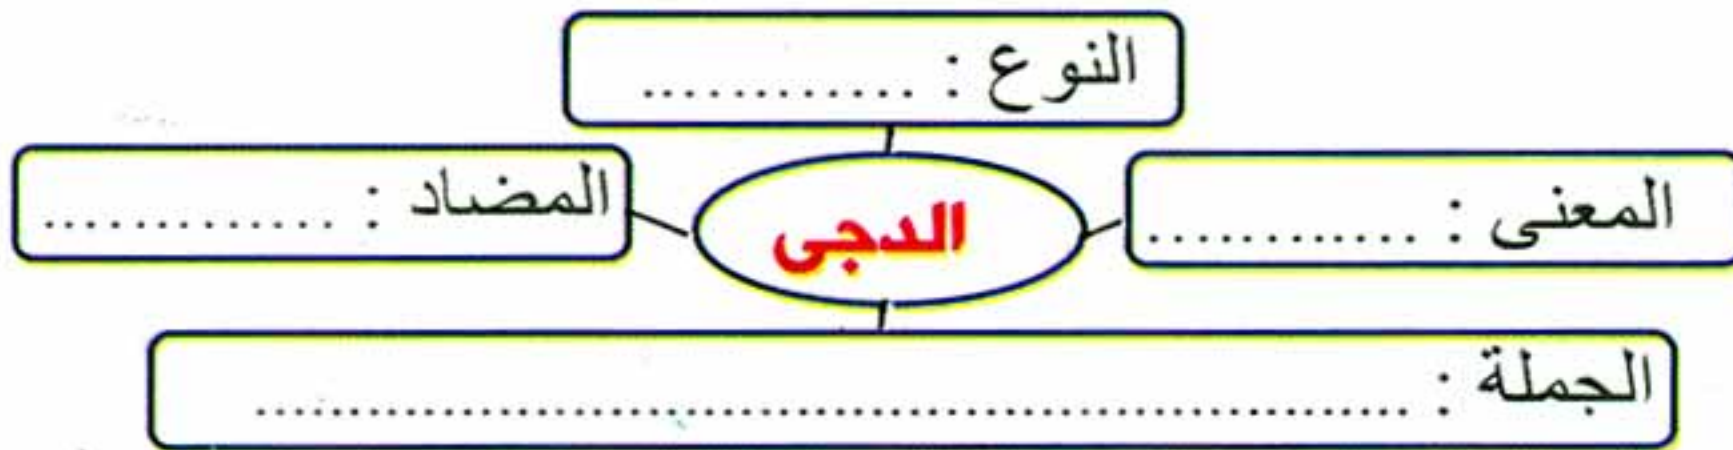 النوع : ............
المعنى : ............
الدجى
المضاد : .............
الجملة : ..................................................